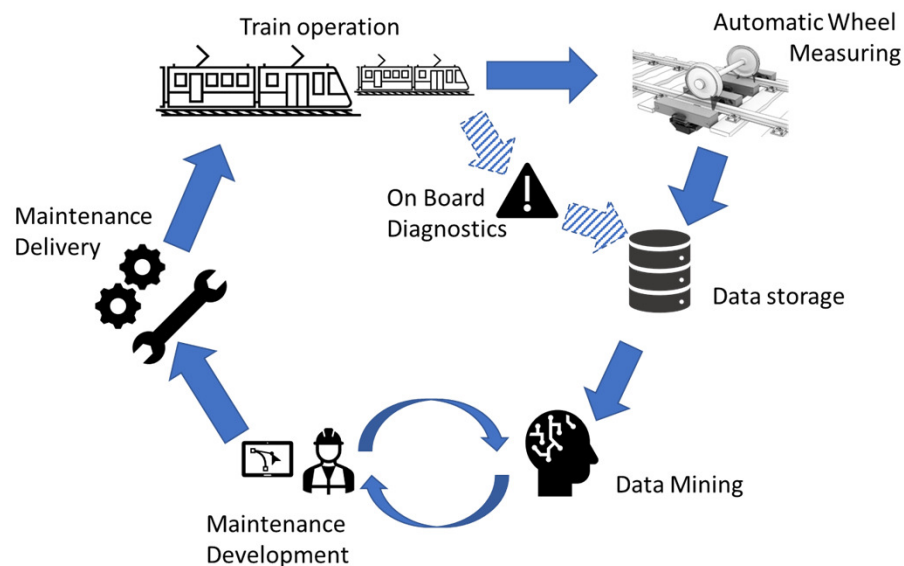 Train operation
Automatic Wheel
Measuring
On Board
Diagnostics
Maintenance
Delivery
Data storage
Data Mining
Maintenance
Development